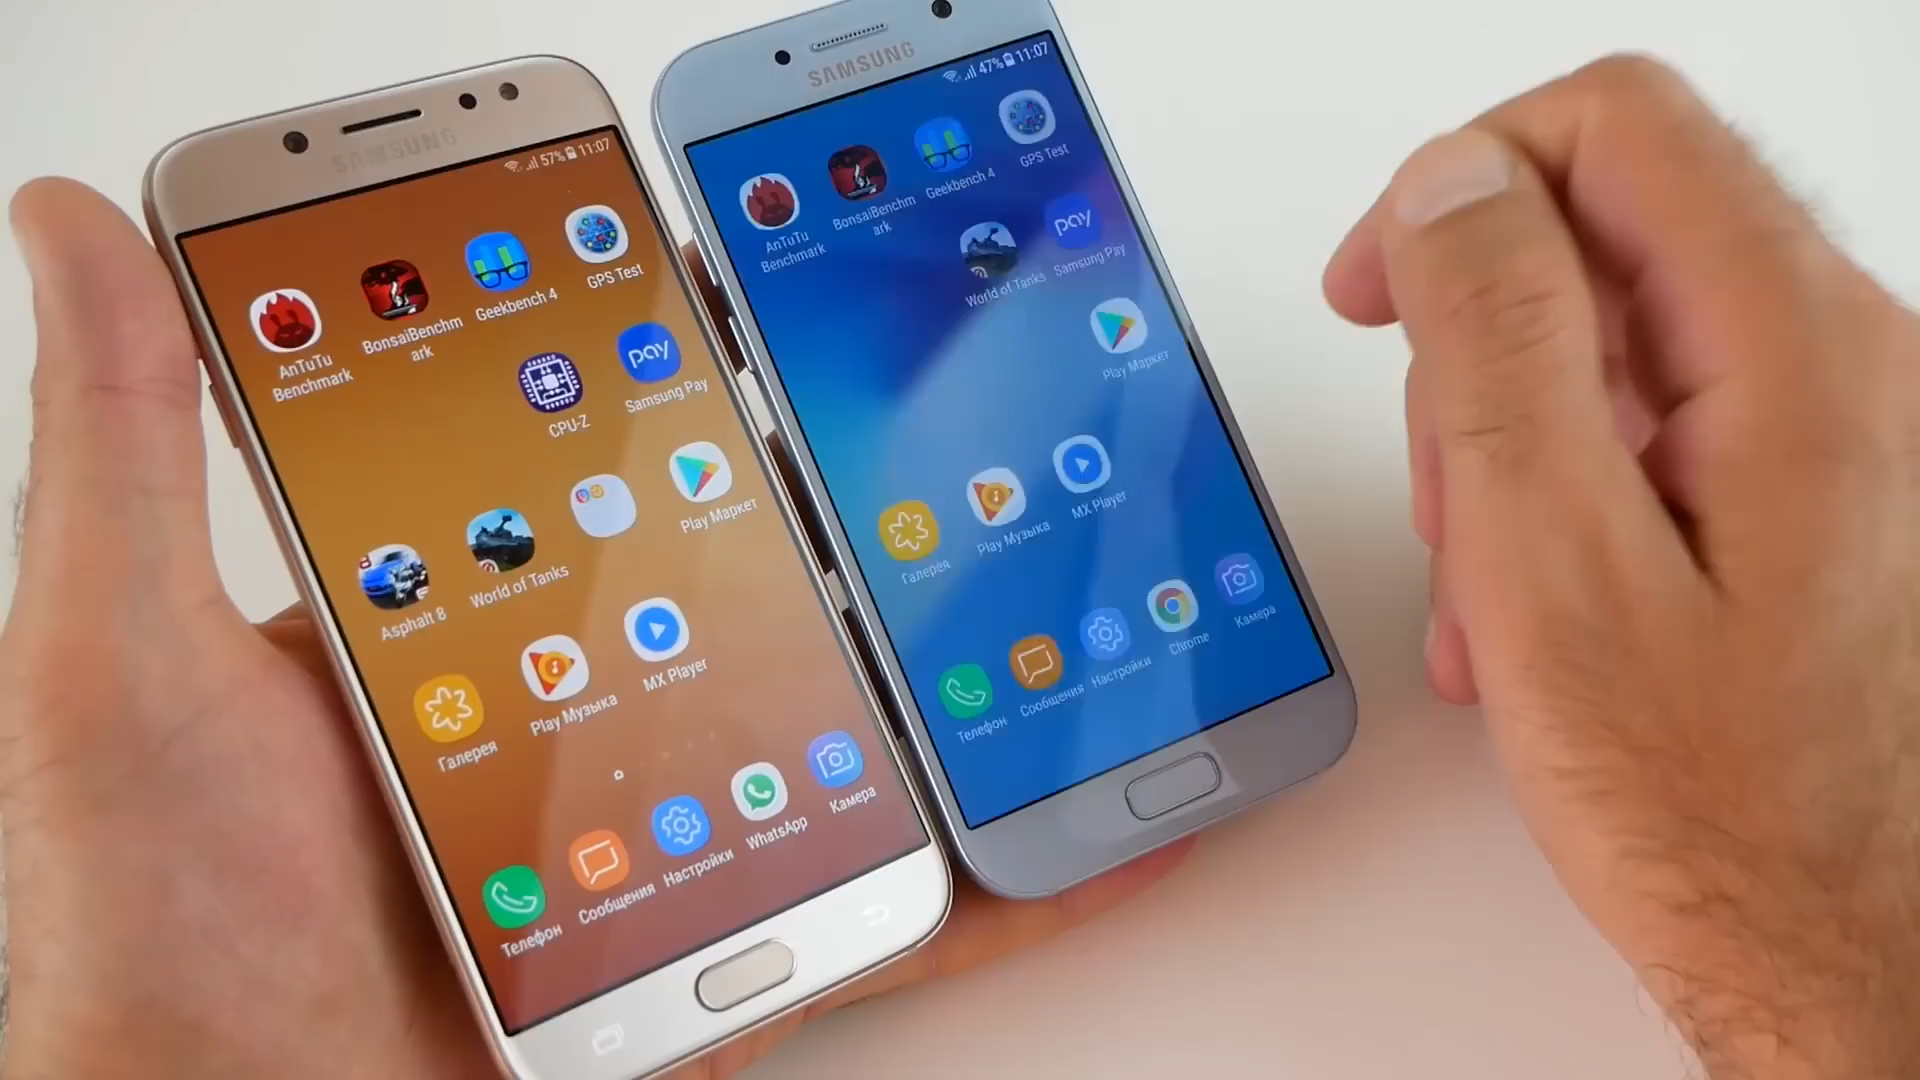 SAMSUNG
57% 11:07
AnTuTu
Benchmark
BonsaiBenchm
ark
Geekbench 4
GPS Test
CPU-Z
pay
Samsung Pay
Asphalt 8
World of Tanks
Play Маркет
Галерея
Play Музыка
MX Player
Телефон
Сообщения
Настройки
WhatsApp
Камера
SAMSUNG
47% 11:07
AnTuTu
Benchmark
BonsaiBenchm
ark
Geekbench 4
GPS Test
World of Tanks
pay
Samsung Pay
Play Маркет
Галерея
Play Музыка
MX Player
Телефон
Сообщения
Настройки
Chrome
Камера